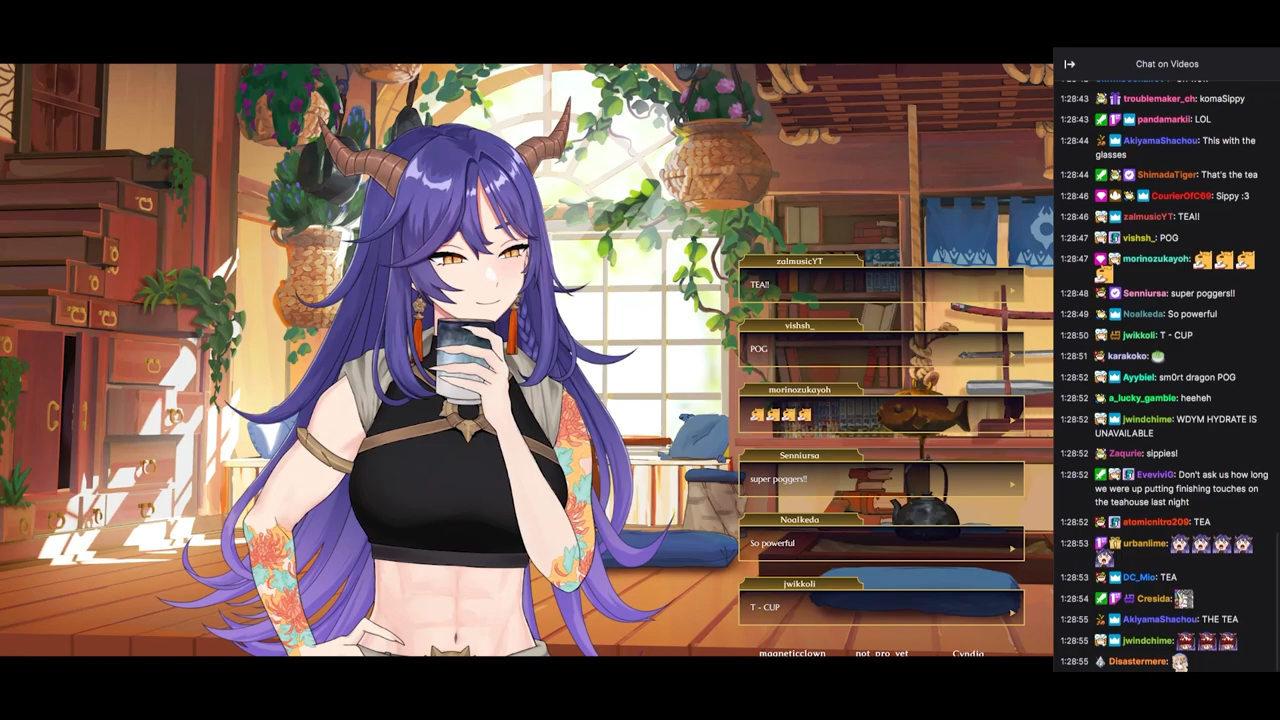 zalmusicYT
TEA!!
vishsh_
POG
morinozukayoh
Senniursa
super poggers!!
Noalkeda
So powerful
jwikkoli
T - CUP
magneticclown not_pro_yet Cyndia
Chat on Videos
1:28:43 troublemaker_ch: komaSippy
1:28:43 pandamarkii: LOL
1:28:44 AkiyamaShachou: This with the
glasses
1:28:44 ShimadaTiger: That's the tea
1:28:46 CourierOfC69: Sippy :3
1:28:46 zalmusicYT: TEA!!
1:28:47 vishsh_: POG
1:28:47 morinozukayoh:
1:28:48 Senniursa: super poggers!!
1:28:49 Noalkeda: So powerful
1:28:50 jwikkoli: T - CUP
1:28:51 karakoko:
1:28:52 Ayybiel: sm0rt dragon POG
1:28:52 a_lucky_gamble: heeheh
1:28:52 jwindchime: WDYM HYDRATE IS
UNAVAILABLE
1:28:52 Zaqurie: sippies!
1:28:52 EveviviG: Don't ask us how long
we were up putting finishing touches on
the teahouse last night
1:28:52 atomicnitro209: TEA
1:28:53 urbanlime:
1:28:53 DC_Mio: TEA
1:28:54 Cresida:
1:28:55 AkiyamaShachou: THE TEA
1:28:55 jwindchime:
1:28:55 Disastermere: